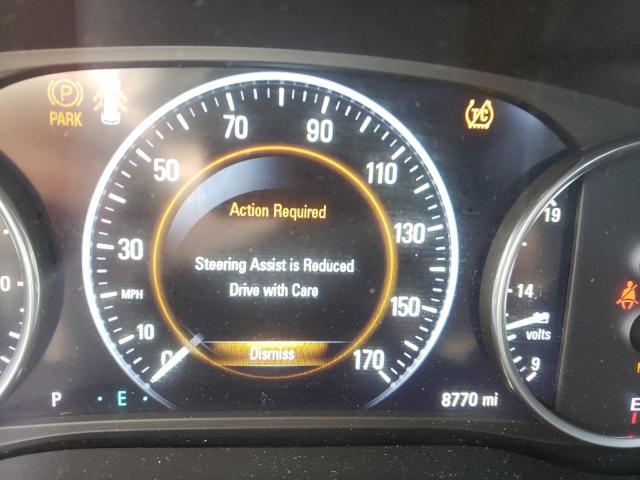 PARK
T/C
70
90
50
110
30
130
MPH
10
150
0
170
Action Required
Steering Assist is Reduced
Drive with Care
Dismiss
P
E
8770 mi
0
19
14
volts
9
E